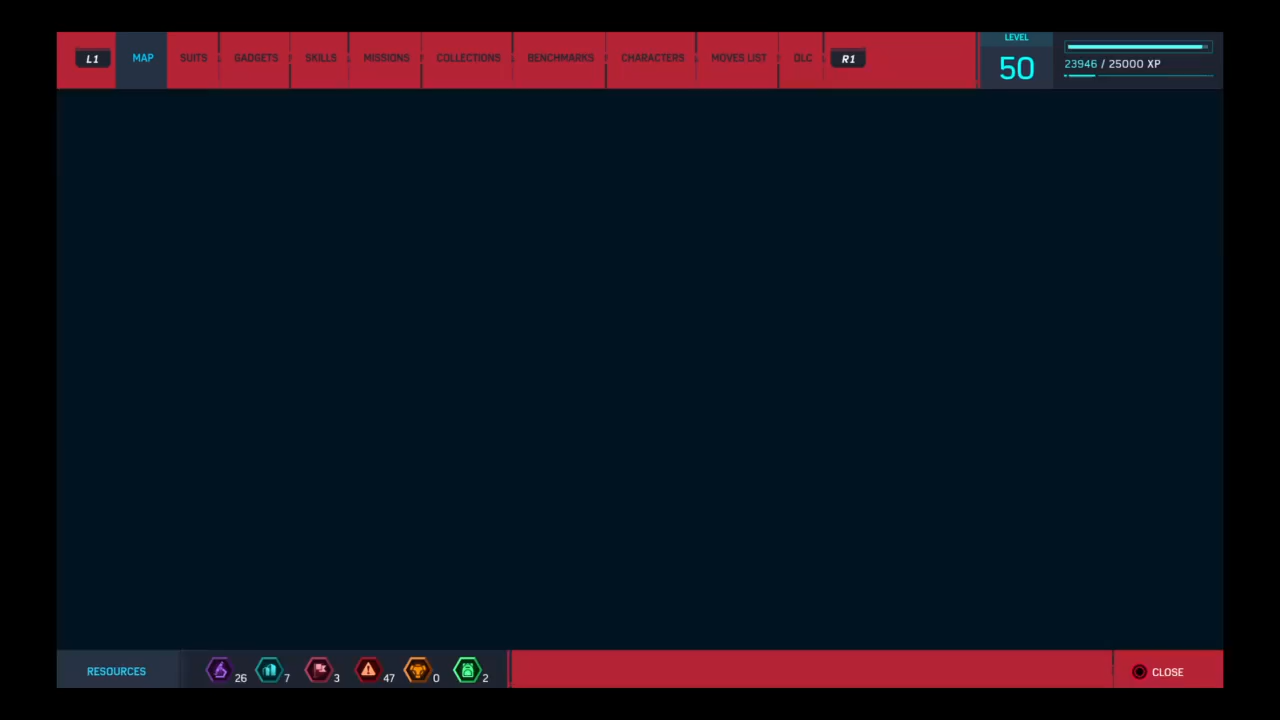 L1 MAP SUITS GADGETS SKILLS MISSIONS COLLECTIONS BENCHMARKS CHARACTERS MOVES LIST DLC R1
LEVEL
50
23946 / 25000 XP
RESOURCES 26 7 3 47 0 2 CLOSE